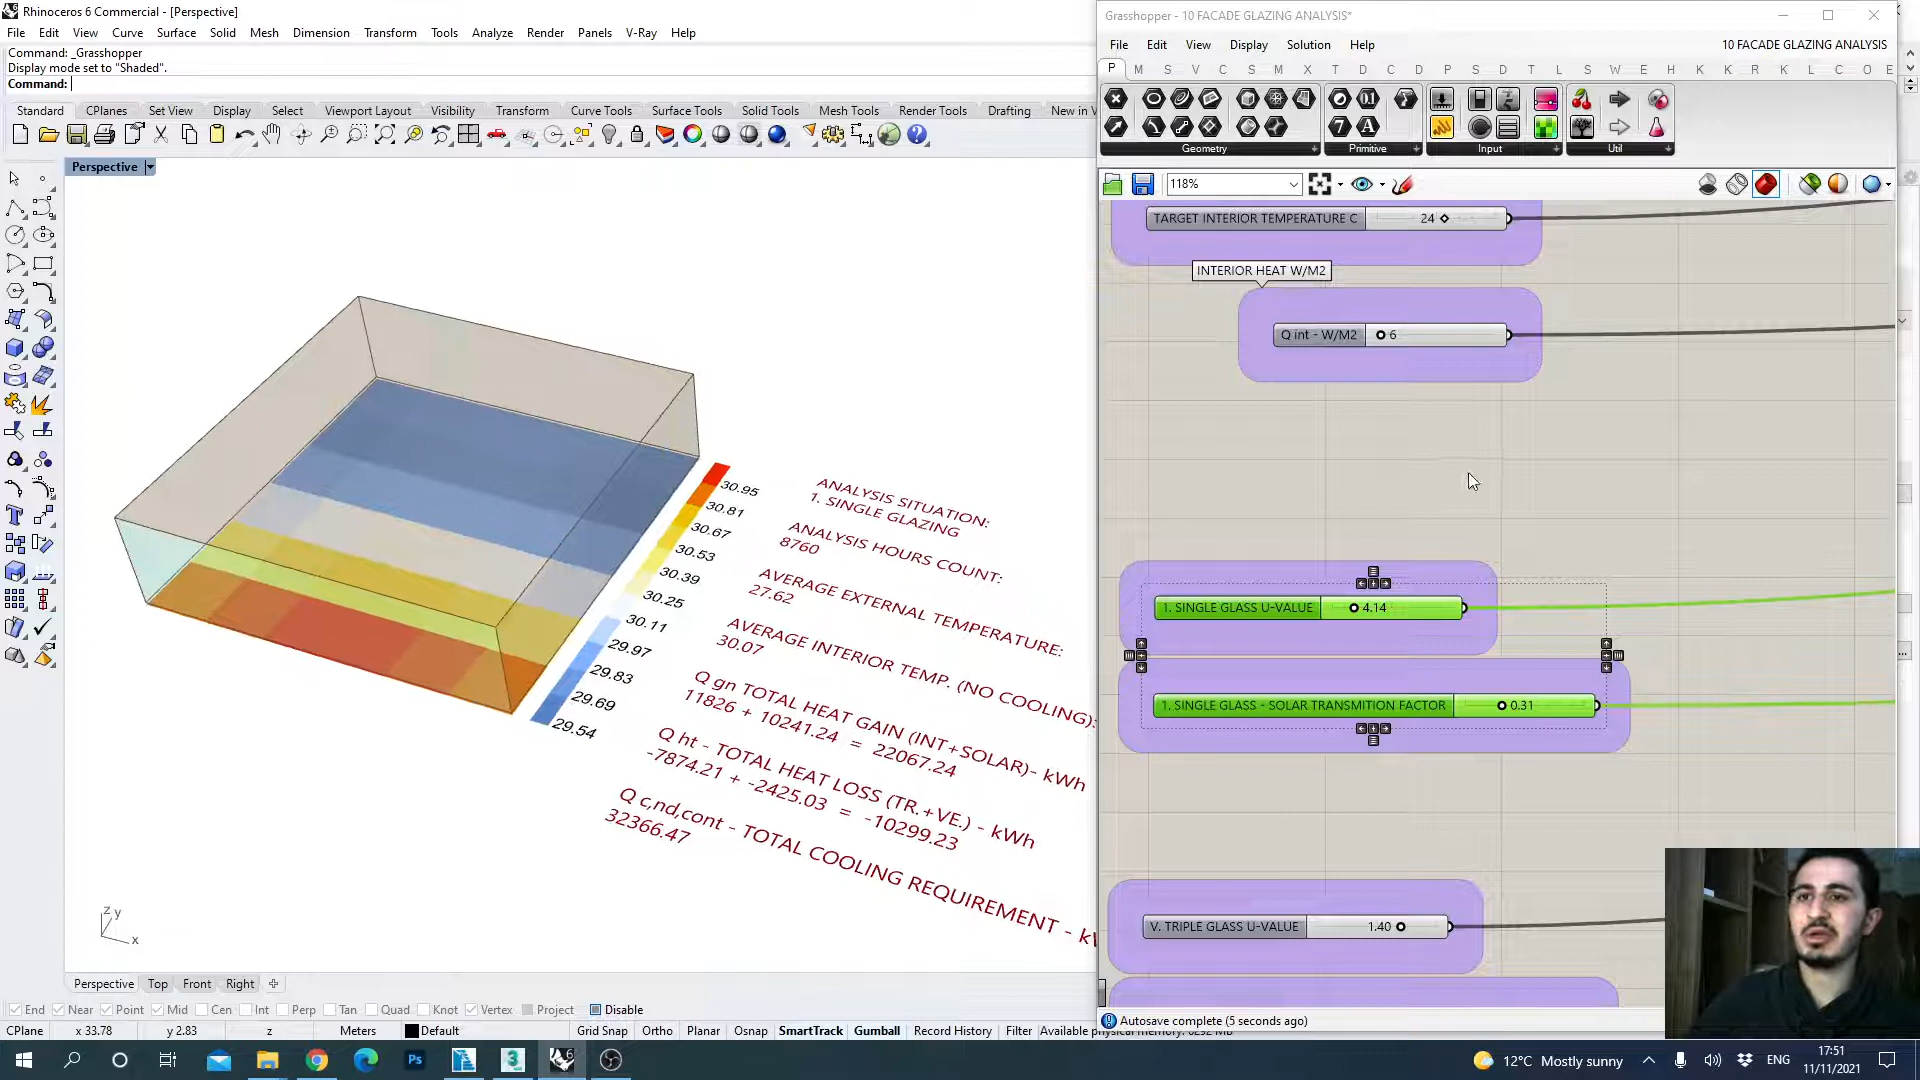 Rhinoceros 6 Commercial - [Perspective]
File Edit View Curve Surface Solid Mesh Dimension Transform Tools Analyze Render Panels V-Ray Help
Command: _Grasshopper
Display mode set to "Shaded".
Command:
Standard CPlanes Set View Display Select Viewport Layout Visibility Transform Curve Tools Surface Tools Solid Tools Mesh Tools Render Tools Drafting New in V
Perspective
30.95
30.81
30.67
30.53
30.39
30.25
30.11
29.97
29.83
29.69
29.54
ANALYSIS SITUATION:
1. SINGLE GLAZING
ANALYSIS HOURS COUNT:
8760
AVERAGE EXTERNAL TEMPERATURE:
27.62
AVERAGE INTERIOR TEMP. (NO COOLING):
30.07
Q gn TOTAL HEAT GAIN (INT+SOLAR)- kWh
11826 + 10241.24 = 22067.24
Q ht - TOTAL HEAT LOSS (TR.+VE.) - kWh
-7874.21 + -2425.03 = -10299.23
Q c,nd,cont - TOTAL COOLING REQUIREMENT - kW
32366.47
z y
x
Perspective Top Front Right
End Near Point Mid Cen Int Perp Tan Quad Knot Vertex Project Disable
CPlane x 33.78 y 2.83 z Meters Default Grid Snap Ortho Planar Osnap SmartTrack Gumball Record History Filter Available physical memory: 6292 MB
Grasshopper - 10 FACADE GLAZING ANALYSIS*
File Edit View Display Solution Help
10 FACADE GLAZING ANALYSIS
P M S V C S M X T D C D P S D T L S W E H K K R K L C O E
Geometry Primitive Input Util
118%
TARGET INTERIOR TEMPERATURE C 24
INTERIOR HEAT W/M2
Q int - W/M2 6
1. SINGLE GLASS U-VALUE 4.14
1. SINGLE GLASS - SOLAR TRANSMITION FACTOR 0.31
V. TRIPLE GLASS U-VALUE 1.40
Autosave complete (5 seconds ago)
12°C Mostly sunny
ENG
17:51
11/11/2021